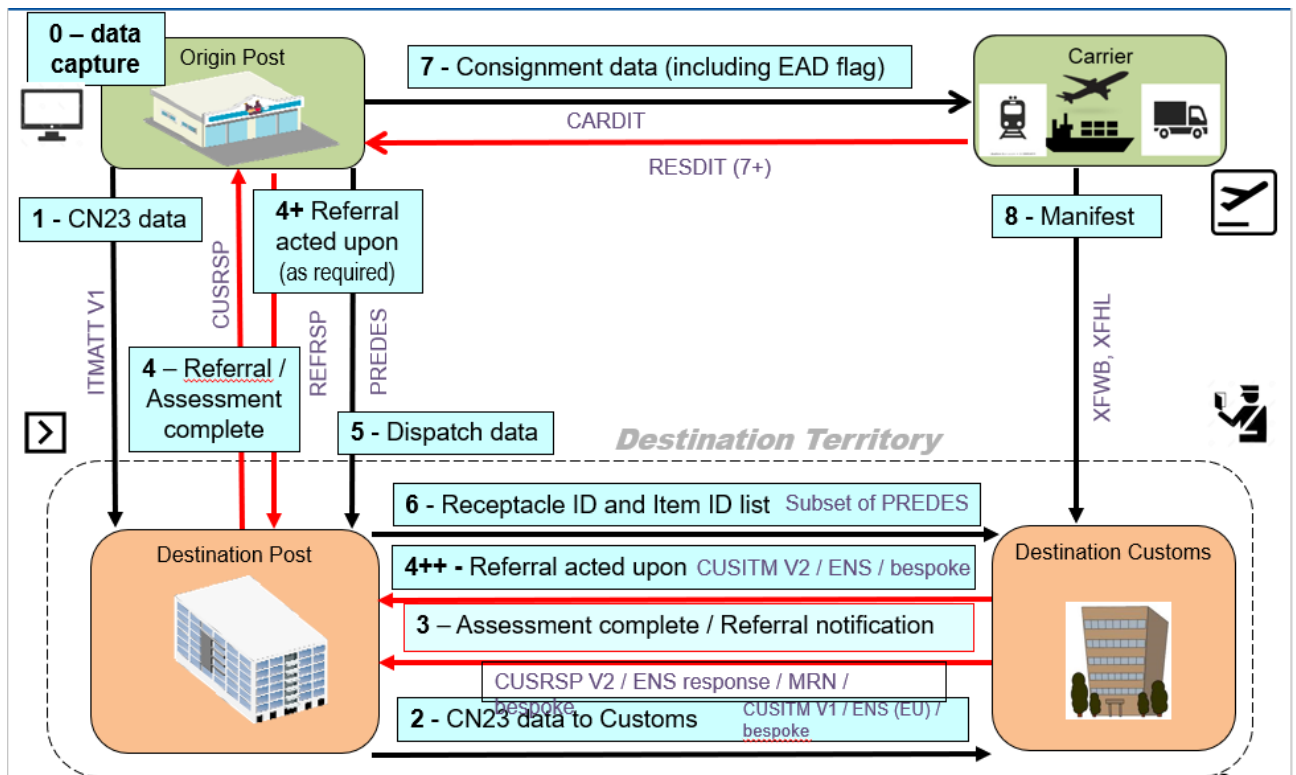 0 – data
capture
Origin Post
7 - Consignment data (including EAD flag)
Carrier
CARDIT
RESDIT (7+)
1 - CN23 data
4+ Referral
acted upon
(as required)
8 - Manifest
ITMATT V1
CUSRSP
REFRSP
PREDES
XFWB, XFHL
4 – Referral /
Assessment
complete
5 - Dispatch data
Destination Territory
6 - Receptacle ID and Item ID list Subset of PREDES
Destination Post
Destination Customs
4++ - Referral acted upon CUSITM V2 / ENS / bespoke
3 – Assessment complete / Referral notification
CUSRSP V2 / ENS response / MRN /
bespoke
2 - CN23 data to Customs
CUSITM V1 / ENS (EU) /
bespoke